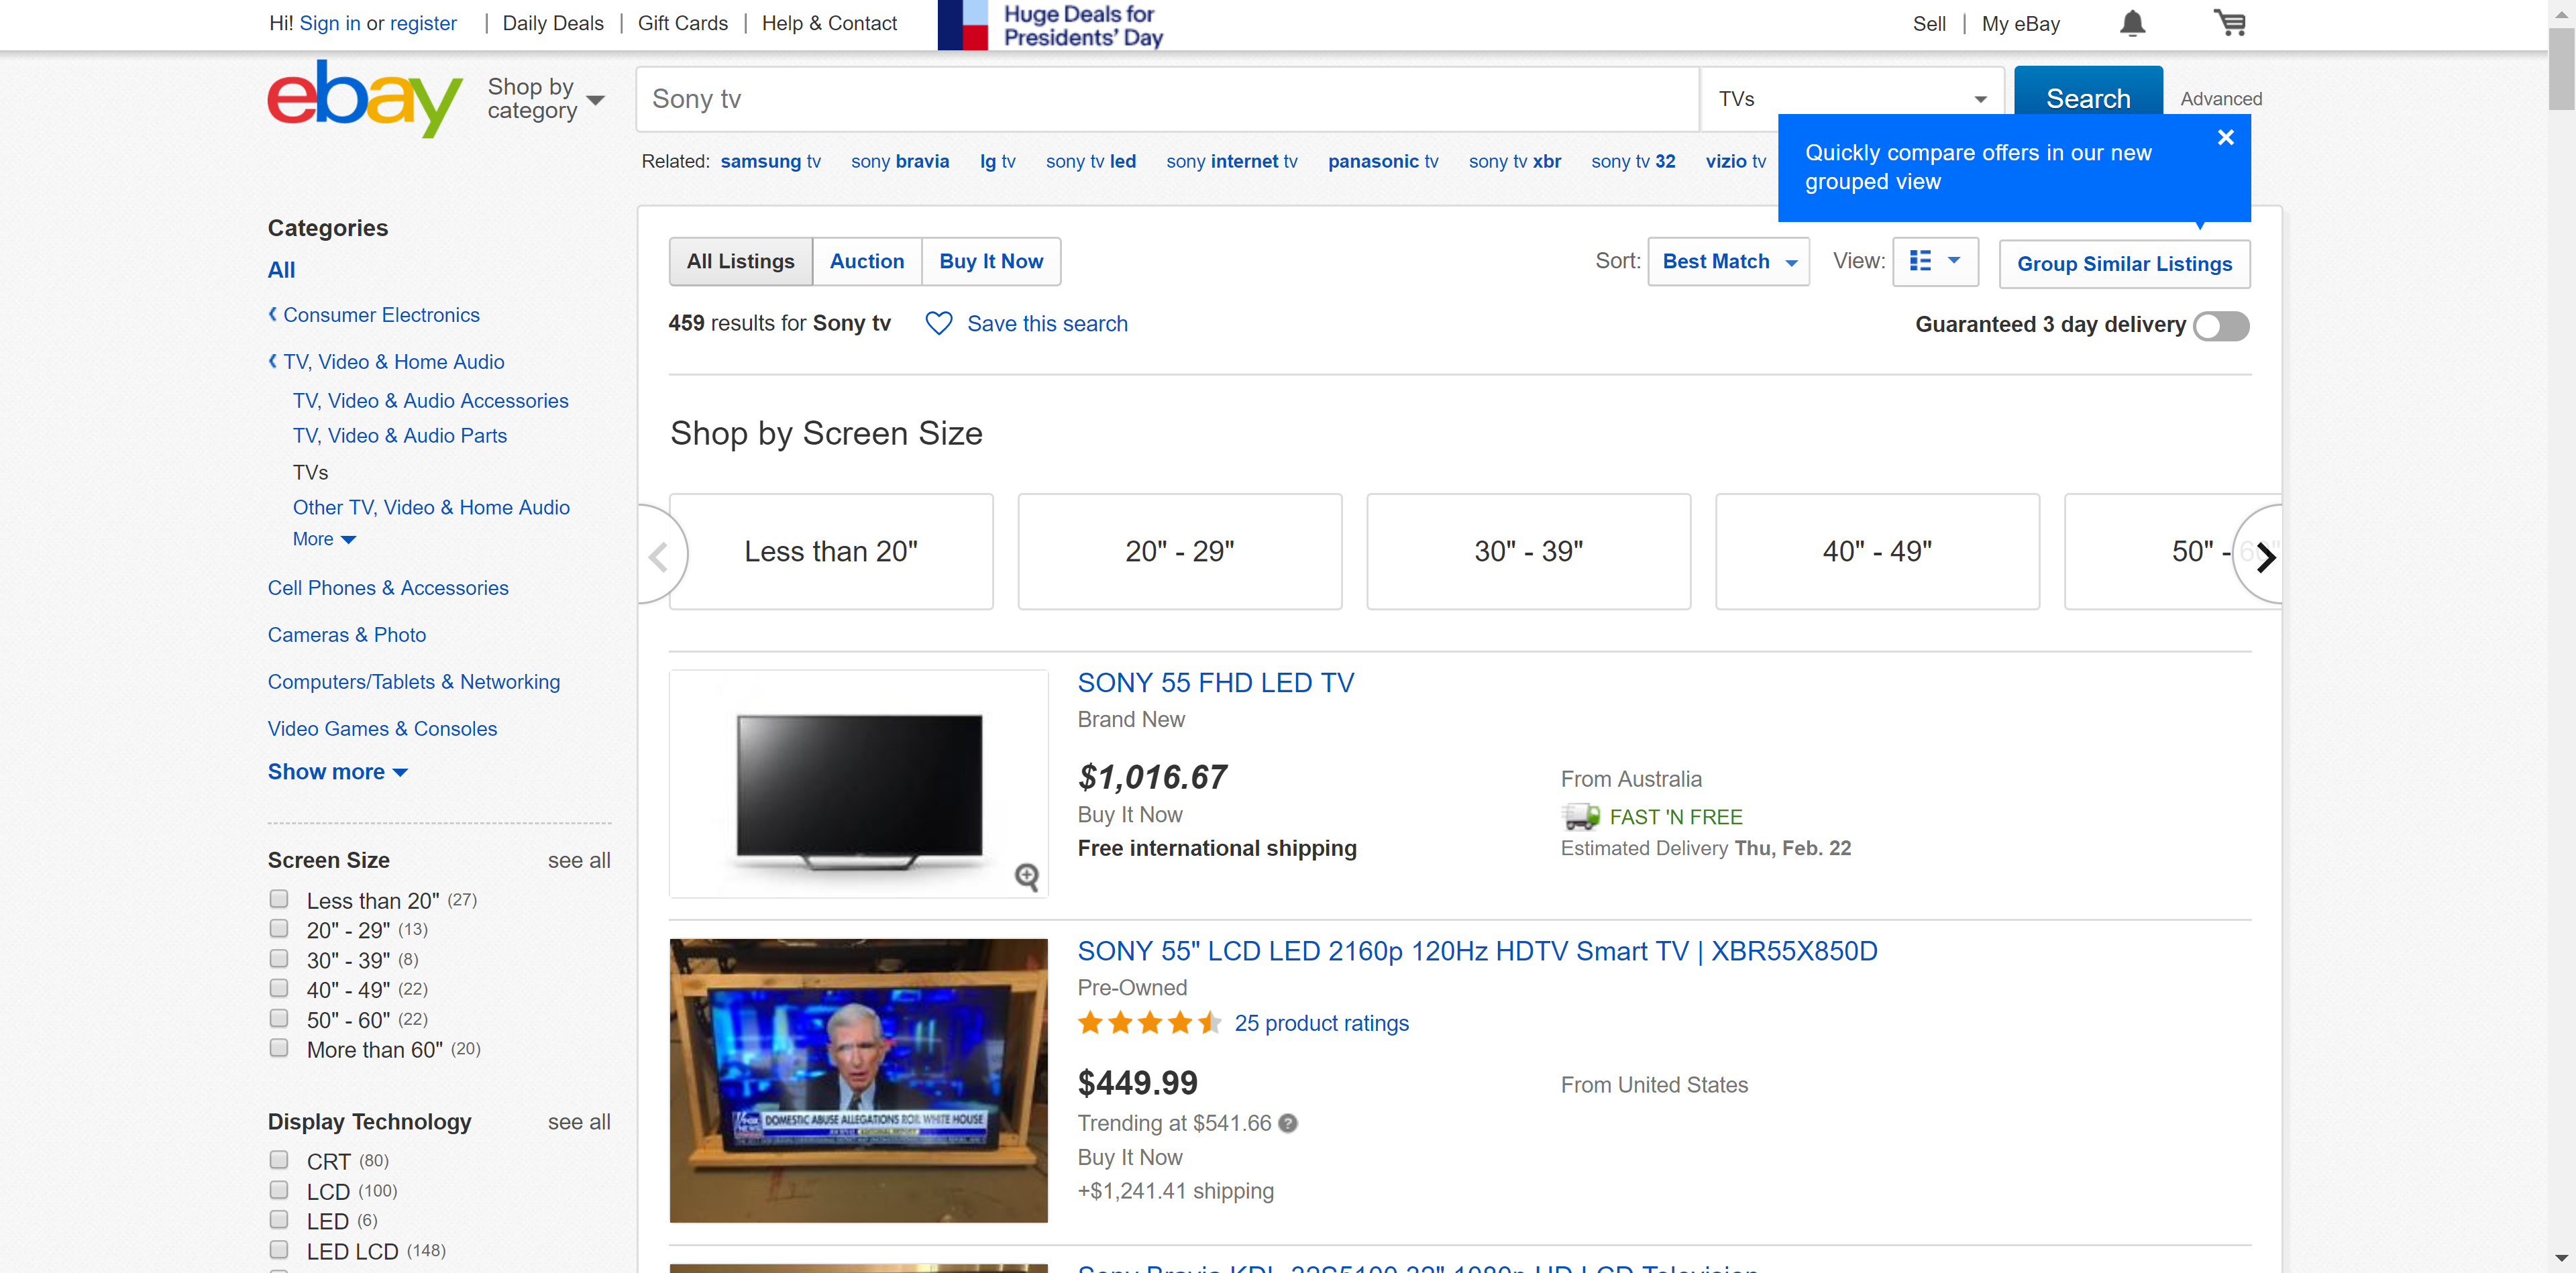 Hi! Sign in or register | Daily Deals | Gift Cards | Help & Contact
Huge Deals for
Presidents' Day
Sell | My eBay
ebay
Shop by
category
Sony tv
TVs
Search
Advanced
Related: samsung tv sony bravia lg tv sony tv led sony internet tv panasonic tv sony tv xbr sony tv 32 vizio tv
Quickly compare offers in our new
grouped view
Categories
All
Consumer Electronics
TV, Video & Home Audio
TV, Video & Audio Accessories
TV, Video & Audio Parts
TVs
Other TV, Video & Home Audio
More
Cell Phones & Accessories
Cameras & Photo
Computers/Tablets & Networking
Video Games & Consoles
Show more
Screen Size see all
Less than 20" (27)
20" - 29" (13)
30" - 39" (8)
40" - 49" (22)
50" - 60" (22)
More than 60" (20)
Display Technology see all
CRT (80)
LCD (100)
LED (6)
LED LCD (148)
All Listings Auction Buy It Now
Sort: Best Match View: Group Similar Listings
459 results for Sony tv Save this search
Guaranteed 3 day delivery
Shop by Screen Size
Less than 20" 20" - 29" 30" - 39" 40" - 49" 50" - 60"
SONY 55 FHD LED TV
Brand New
$1,016.67
Buy It Now
Free international shipping
From Australia
FAST 'N FREE
Estimated Delivery Thu, Feb. 22
SONY 55" LCD LED 2160p 120Hz HDTV Smart TV | XBR55X850D
Pre-Owned
25 product ratings
$449.99
Trending at $541.66
Buy It Now
+$1,241.41 shipping
From United States
DOMESTIC ABUSE ALLEGATIONS ROIL WHITE HOUSE
Sony Bravia KDL-32S5100 32" 1080p HD LCD Television